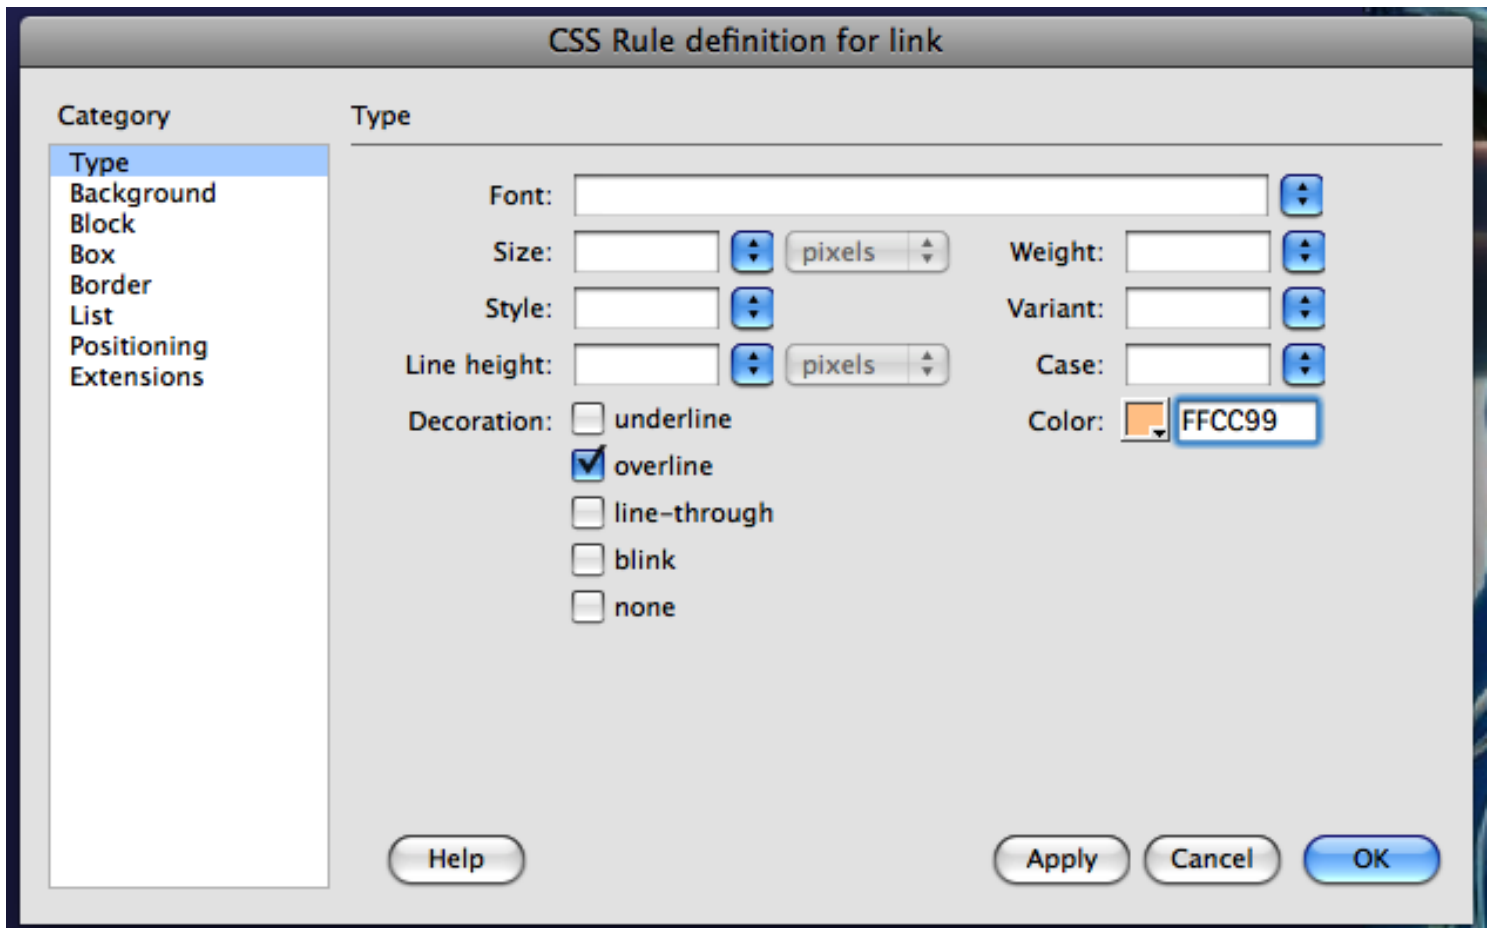 CSS Rule definition for link
Category
Type
Background
Block
Box
Border
List
Positioning
Extensions
Type
Font:
Size: pixels Weight:
Style: Variant:
Line height: pixels Case:
Decoration: underline Color: FFCC99
overline
line-through
blink
none
Help Apply Cancel OK